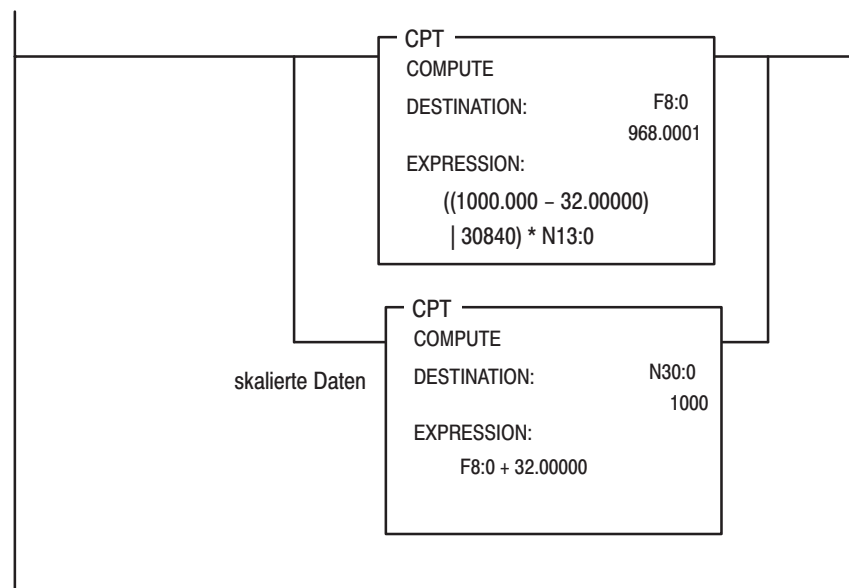 CPT
COMPUTE
DESTINATION: F8:0
968.0001
EXPRESSION:
((1000.000 – 32.00000)
| 30840) * N13:0
CPT
COMPUTE
skalierte Daten
DESTINATION: N30:0
1000
EXPRESSION:
F8:0 + 32.00000